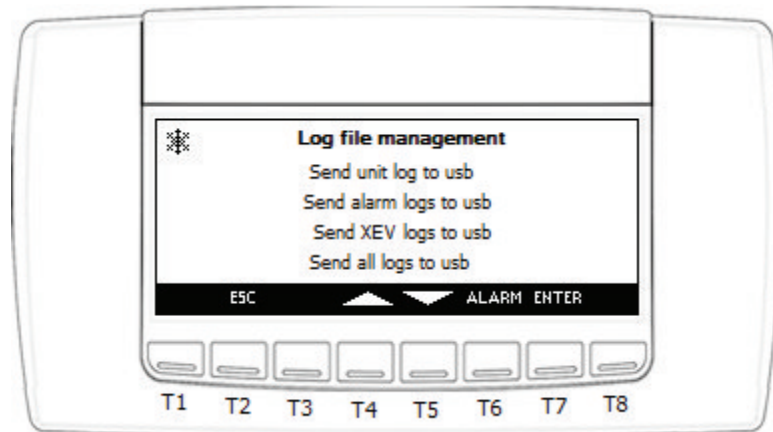 Log file management
Send unit log to usb
Send alarm logs to usb
Send XEV logs to usb
Send all logs to usb
ESC ALARM ENTER
T1 T2 T3 T4 T5 T6 T7 T8